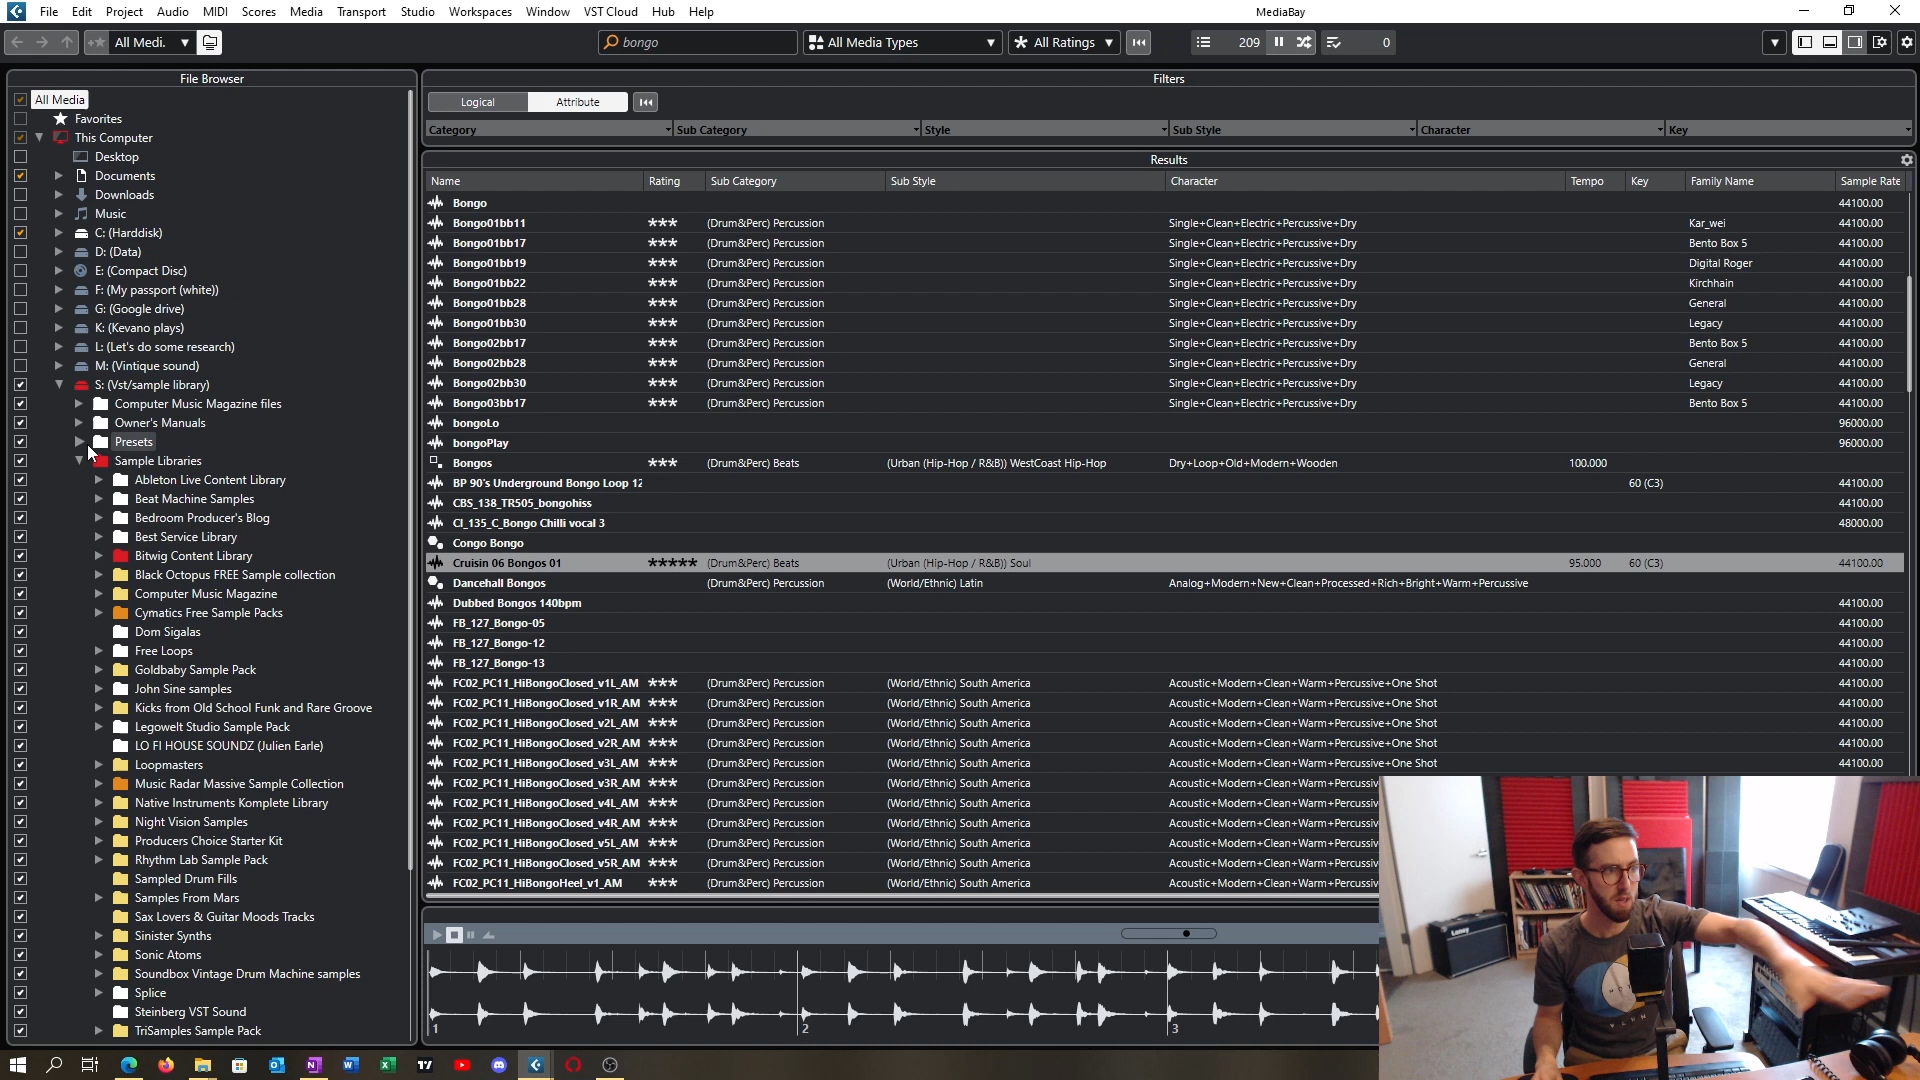 File Edit Project Audio MIDI Scores Media Transport Studio Workspaces Window VST Cloud Hub Help MediaBay
All Medi. bongo All Media Types All Ratings 209 0
File Browser
All Media
Favorites
This Computer
Desktop
Documents
Downloads
Music
C: (Harddisk)
D: (Data)
E: (Compact Disc)
F: (My passport (white))
G: (Google drive)
K: (Kevano plays)
L: (Let's do some research)
M: (Vintique sound)
S: (Vst/sample library)
Computer Music Magazine files
Owner's Manuals
Presets
Sample Libraries
Ableton Live Content Library
Beat Machine Samples
Bedroom Producer's Blog
Best Service Library
Bitwig Content Library
Black Octopus FREE Sample collection
Computer Music Magazine
Cymatics Free Sample Packs
Dom Sigalas
Free Loops
Goldbaby Sample Pack
John Sine samples
Kicks from Old School Funk and Rare Groove
Legowelt Studio Sample Pack
LO FI HOUSE SOUNDZ (Julien Earle)
Loopmasters
Music Radar Massive Sample Collection
Native Instruments Komplete Library
Night Vision Samples
Producers Choice Starter Kit
Rhythm Lab Sample Pack
Sampled Drum Fills
Samples From Mars
Sax Lovers & Guitar Moods Tracks
Sinister Synths
Sonic Atoms
Soundbox Vintage Drum Machine samples
Splice
Steinberg VST Sound
TriSamples Sample Pack
Filters
Logical Attribute
Category Sub Category Style Sub Style Character Key
Results
Name Rating Sub Category Sub Style Character Tempo Key Family Name Sample Rate
Bongo 44100.00
Bongo01bb11 *** (Drum&Perc) Percussion Single+Clean+Electric+Percussive+Dry Kar_wei 44100.00
Bongo01bb17 *** (Drum&Perc) Percussion Single+Clean+Electric+Percussive+Dry Bento Box 5 44100.00
Bongo01bb19 *** (Drum&Perc) Percussion Single+Clean+Electric+Percussive+Dry Digital Roger 44100.00
Bongo01bb22 *** (Drum&Perc) Percussion Single+Clean+Electric+Percussive+Dry Kirchhain 44100.00
Bongo01bb28 *** (Drum&Perc) Percussion Single+Clean+Electric+Percussive+Dry General 44100.00
Bongo01bb30 *** (Drum&Perc) Percussion Single+Clean+Electric+Percussive+Dry Legacy 44100.00
Bongo02bb17 *** (Drum&Perc) Percussion Single+Clean+Electric+Percussive+Dry Bento Box 5 44100.00
Bongo02bb28 *** (Drum&Perc) Percussion Single+Clean+Electric+Percussive+Dry General 44100.00
Bongo02bb30 *** (Drum&Perc) Percussion Single+Clean+Electric+Percussive+Dry Legacy 44100.00
Bongo03bb17 *** (Drum&Perc) Percussion Single+Clean+Electric+Percussive+Dry Bento Box 5 44100.00
bongoLo 96000.00
bongoPlay 96000.00
Bongos *** (Drum&Perc) Beats (Urban (Hip-Hop / R&B)) WestCoast Hip-Hop Dry+Loop+Old+Modern+Wooden 100.000
BP 90's Underground Bongo Loop 12 60 (C3) 44100.00
CBS_138_TR505_bongohiss 44100.00
CI_135_C_Bongo Chilli vocal 3 48000.00
Congo Bongo
Cruisin 06 Bongos 01 ***** (Drum&Perc) Beats (Urban (Hip-Hop / R&B)) Soul 95.000 60 (C3) 44100.00
Dancehall Bongos (Drum&Perc) Percussion (World/Ethnic) Latin Analog+Modern+New+Clean+Processed+Rich+Bright+Warm+Percussive
Dubbed Bongos 140bpm 44100.00
FB_127_Bongo-05 44100.00
FB_127_Bongo-12 44100.00
FB_127_Bongo-13 44100.00
FC02_PC11_HiBongoClosed_v1L_AM *** (Drum&Perc) Percussion (World/Ethnic) South America Acoustic+Modern+Clean+Warm+Percussive+One Shot 44100.00
FC02_PC11_HiBongoClosed_v1R_AM *** (Drum&Perc) Percussion (World/Ethnic) South America Acoustic+Modern+Clean+Warm+Percussive+One Shot 44100.00
FC02_PC11_HiBongoClosed_v2L_AM *** (Drum&Perc) Percussion (World/Ethnic) South America Acoustic+Modern+Clean+Warm+Percussive+One Shot 44100.00
FC02_PC11_HiBongoClosed_v2R_AM *** (Drum&Perc) Percussion (World/Ethnic) South America Acoustic+Modern+Clean+Warm+Percussive+One Shot 44100.00
FC02_PC11_HiBongoClosed_v3L_AM *** (Drum&Perc) Percussion (World/Ethnic) South America Acoustic+Modern+Clean+Warm+Percussive+One Shot 44100.00
FC02_PC11_HiBongoClosed_v3R_AM *** (Drum&Perc) Percussion (World/Ethnic) South America Acoustic+Modern+Clean+Warm+Percussiv
FC02_PC11_HiBongoClosed_v4L_AM *** (Drum&Perc) Percussion (World/Ethnic) South America Acoustic+Modern+Clean+Warm+Percussiv
FC02_PC11_HiBongoClosed_v4R_AM *** (Drum&Perc) Percussion (World/Ethnic) South America Acoustic+Modern+Clean+Warm+Percussiv
FC02_PC11_HiBongoClosed_v5L_AM *** (Drum&Perc) Percussion (World/Ethnic) South America Acoustic+Modern+Clean+Warm+Percussiv
FC02_PC11_HiBongoClosed_v5R_AM *** (Drum&Perc) Percussion (World/Ethnic) South America Acoustic+Modern+Clean+Warm+Percussiv
FC02_PC11_HiBongoHeel_v1_AM *** (Drum&Perc) Percussion (World/Ethnic) South America Acoustic+Modern+Clean+Warm+Percussiv
1 2 3
Laney